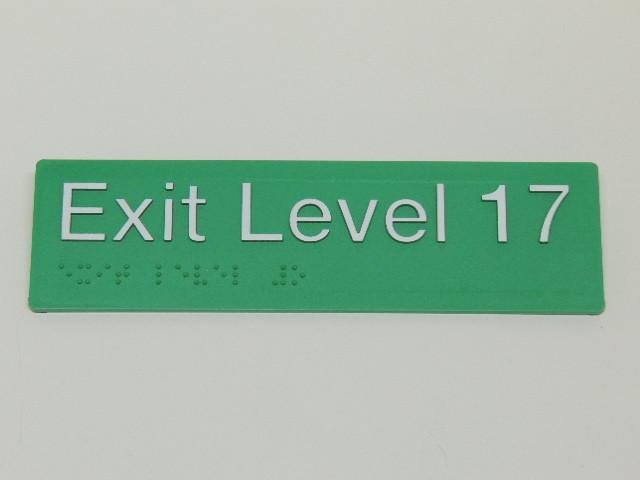 Exit Level 17
⠑⠭⠊⠞ ⠇⠑⠧⠑⠇ ⠼⠁⠛